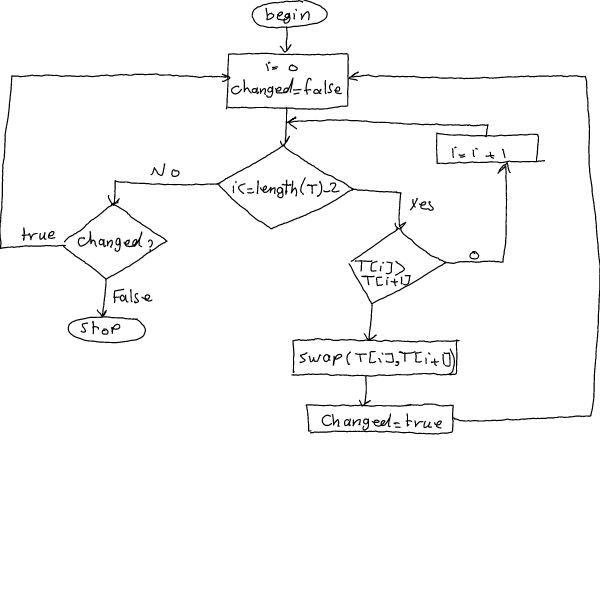 begin
i= 0
changed=false
i=i+1
No
i<=length(T)-2
Yes
true
changed?
T[i]>
T[i+1]
0
False
stop
swap(T[i],T[i+1])
Changed=true